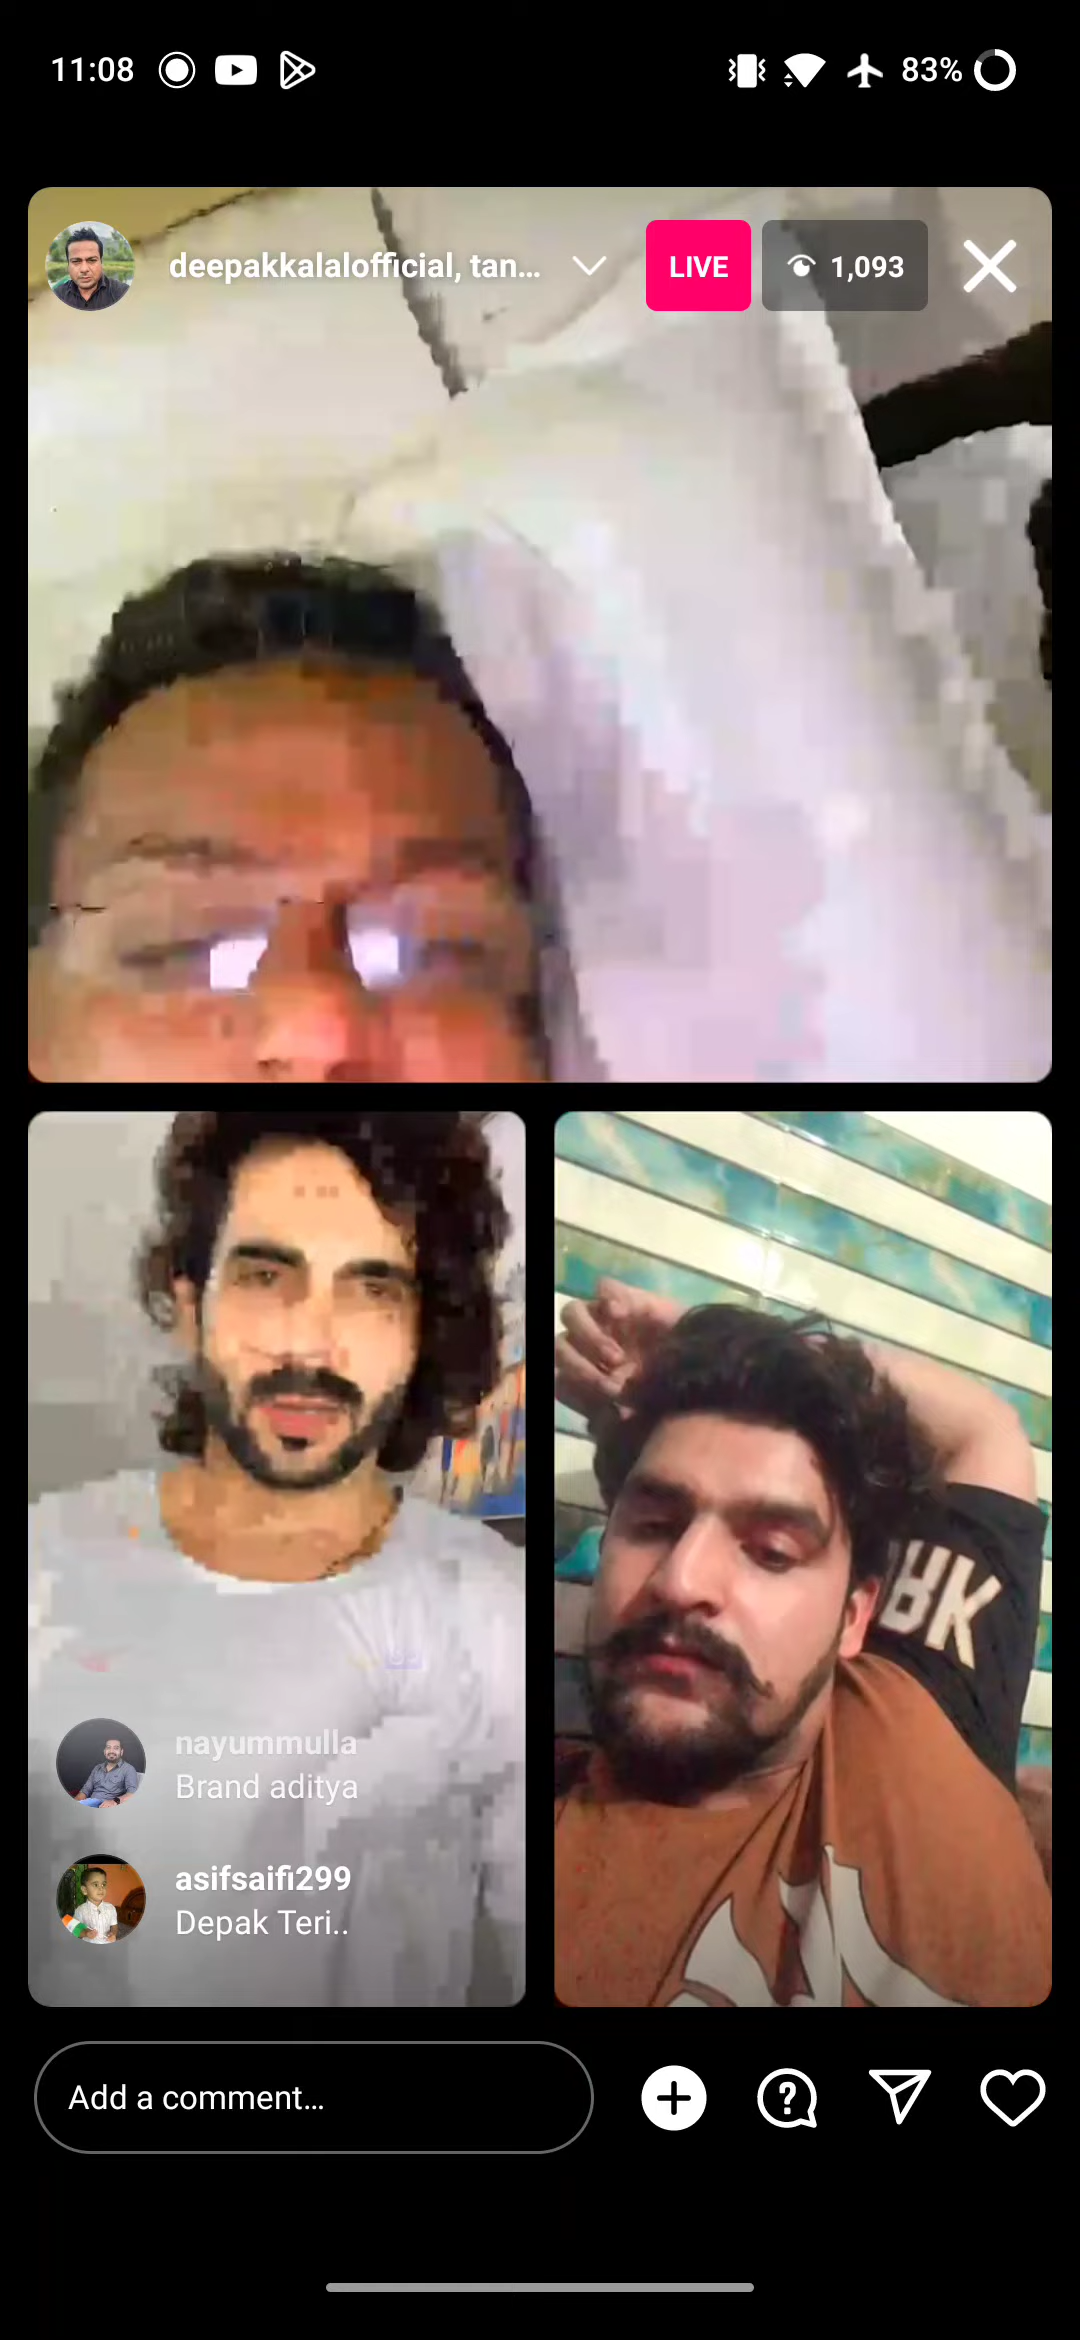 11:08
83%
deepakkalalofficial, tan...
LIVE
1,093
BK
nayummulla
Brand aditya
asifsaifi299
Depak Teri..
Add a comment...